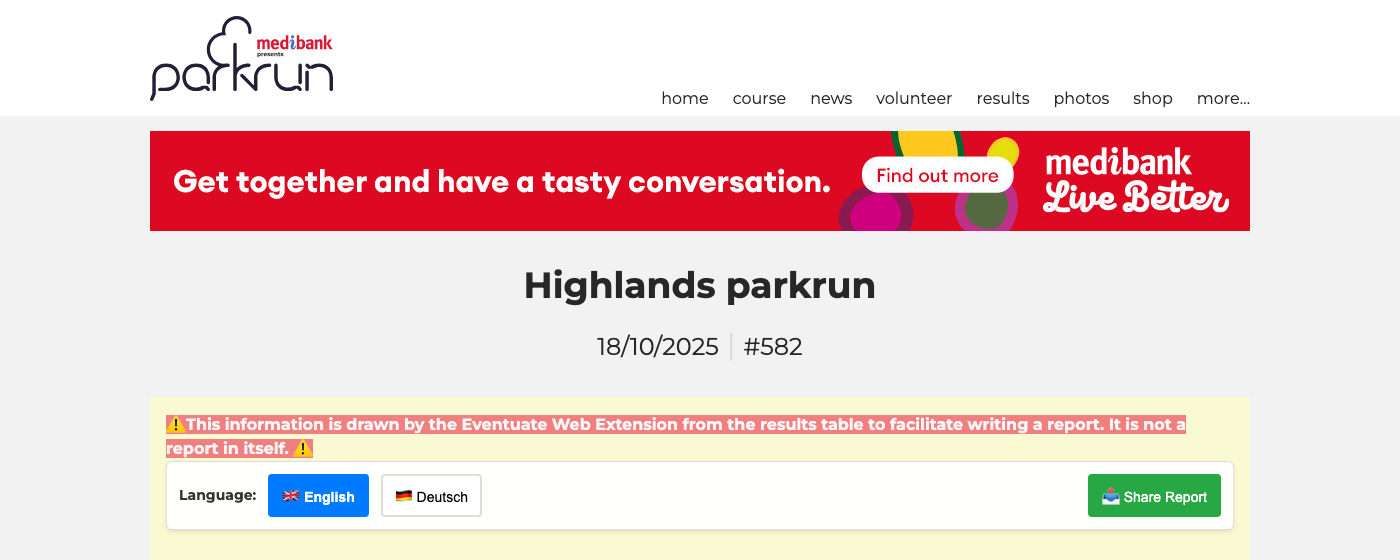 medibank
presents
parkrun
home course news volunteer results photos shop more...
Get together and have a tasty conversation.
Find out more
medibank
Live Better
Highlands parkrun
18/10/2025 #582
⚠️This information is drawn by the Eventuate Web Extension from the results table to facilitate writing a report. It is not a
report in itself. ⚠️
Language: 🇬🇧 English 🇩🇪 Deutsch 📤 Share Report